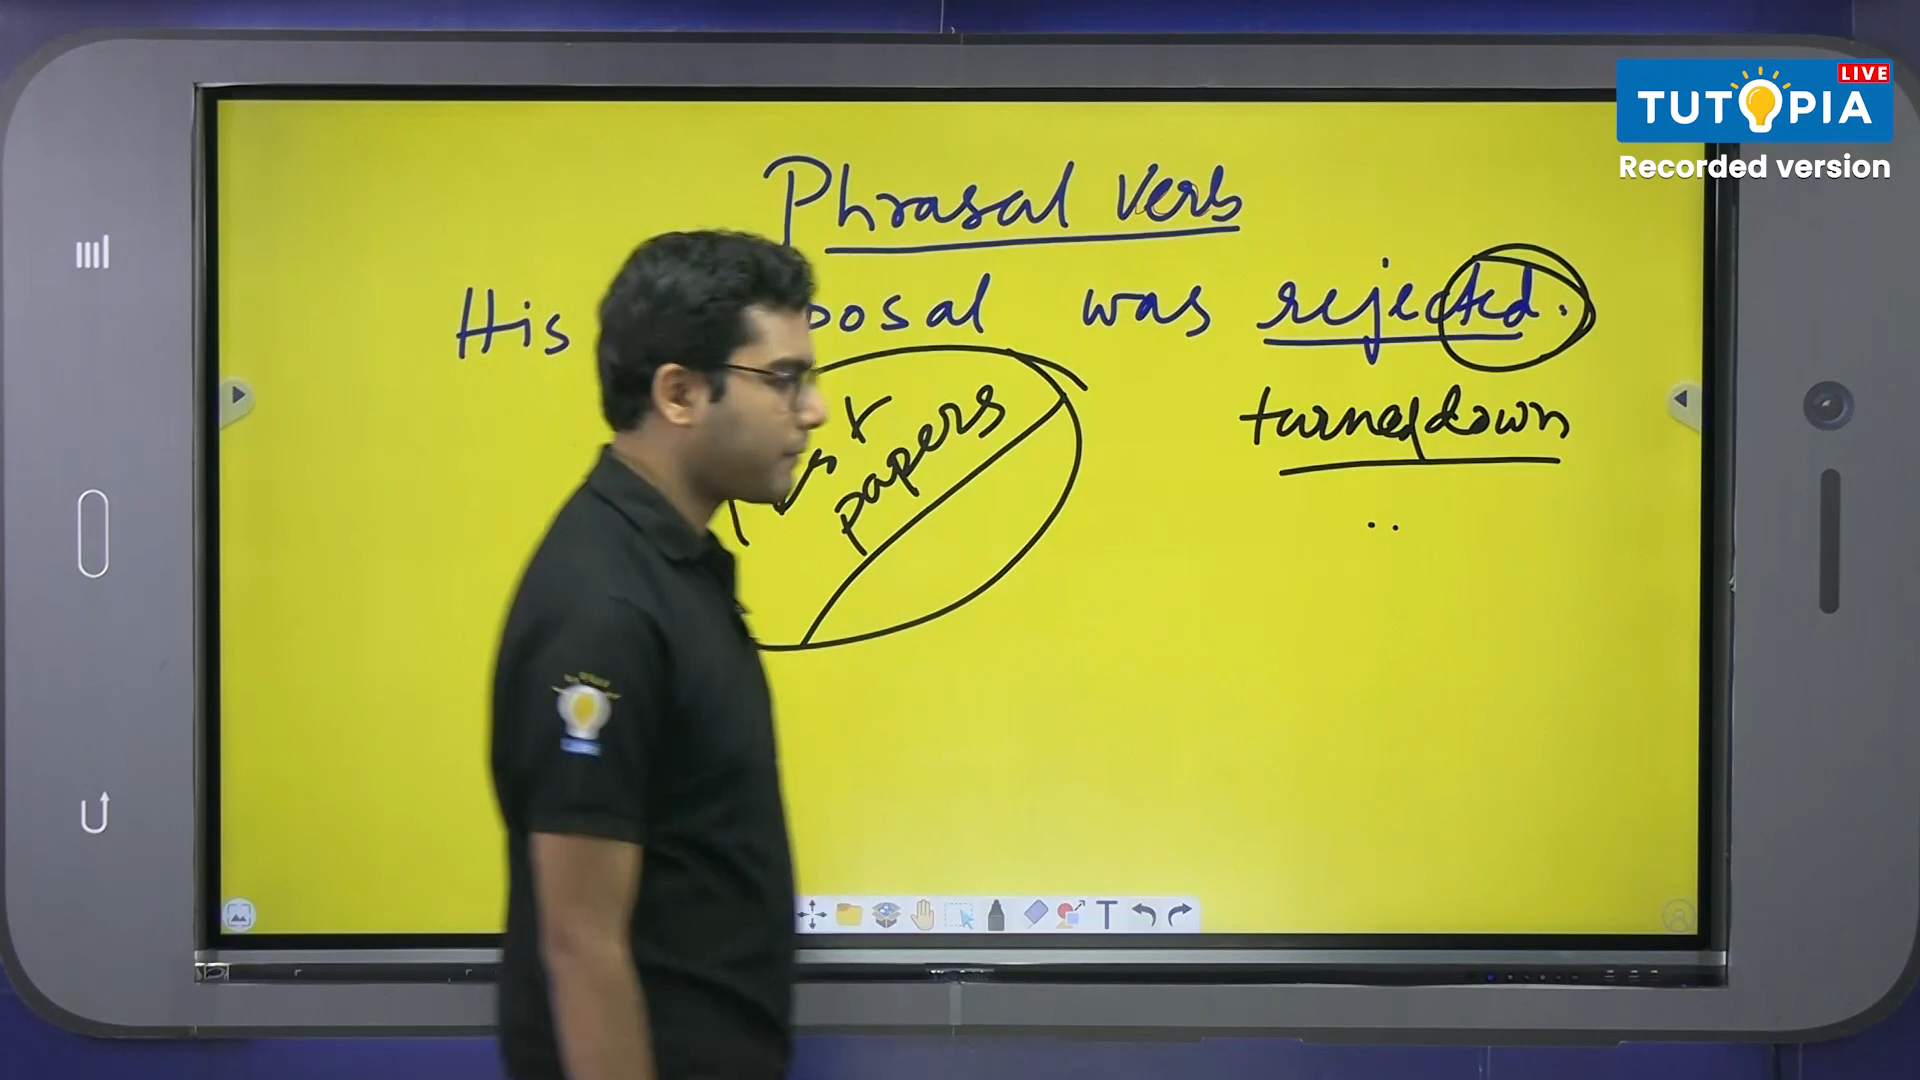 LIVE
TUTOPIA
Recorded version
Phrasal Verb
His posal was rejected.
turned down
papers